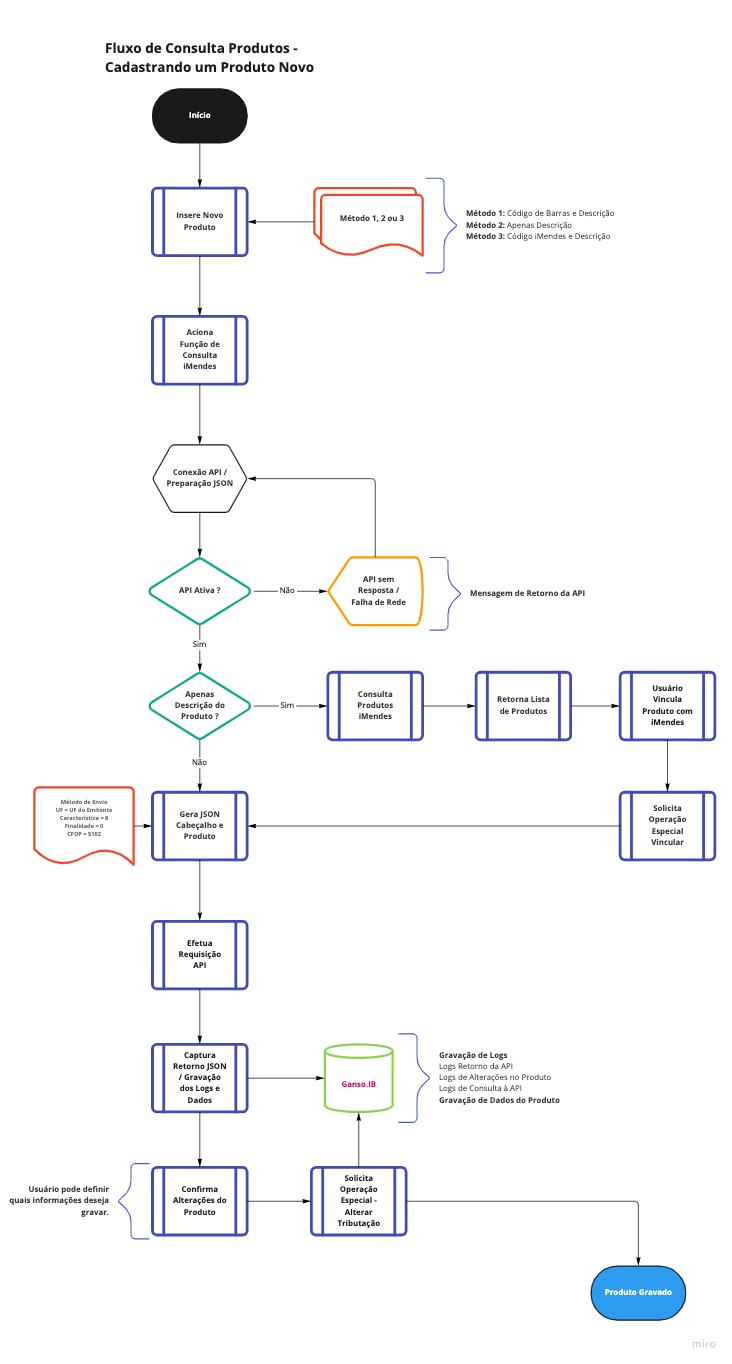 Fluxo de Consulta Produtos -
Cadastrando um Produto Novo
Início
Insere Novo
Produto
Método 1, 2 ou 3
Método 1: Código de Barras e Descrição
Método 2: Apenas Descrição
Método 3: Código iMendes e Descrição
Aciona
Função de
Consulta
iMendes
Conexão API /
Preparação JSON
API Ativa ?
Não
API sem
Resposta /
Falha de Rede
Mensagem de Retorno da API
Sim
Apenas
Descrição do
Produto ?
Sim
Consulta
Produtos
iMendes
Retorna Lista
de Produtos
Usuário
Vincula
Produto com
iMendes
Não
Método de Envio
UF = UF do Emitente
Característica = 8
Finalidade = 0
CFOP = 5102
Gera JSON
Cabeçalho e
Produto
Solicita
Operação
Especial
Vincular
Efetua
Requisição
API
Captura
Retorno JSON
/ Gravação
dos Logs e
Dados
Ganso.IB
Gravação de Logs
Logs Retorno da API
Logs de Alterações no Produto
Logs de Consulta à API
Gravação de Dados do Produto
Usuário pode definir
quais informações deseja
gravar.
Confirma
Alterações do
Produto
Solicita
Operação
Especial -
Alterar
Tributação
Produto Gravado
miro